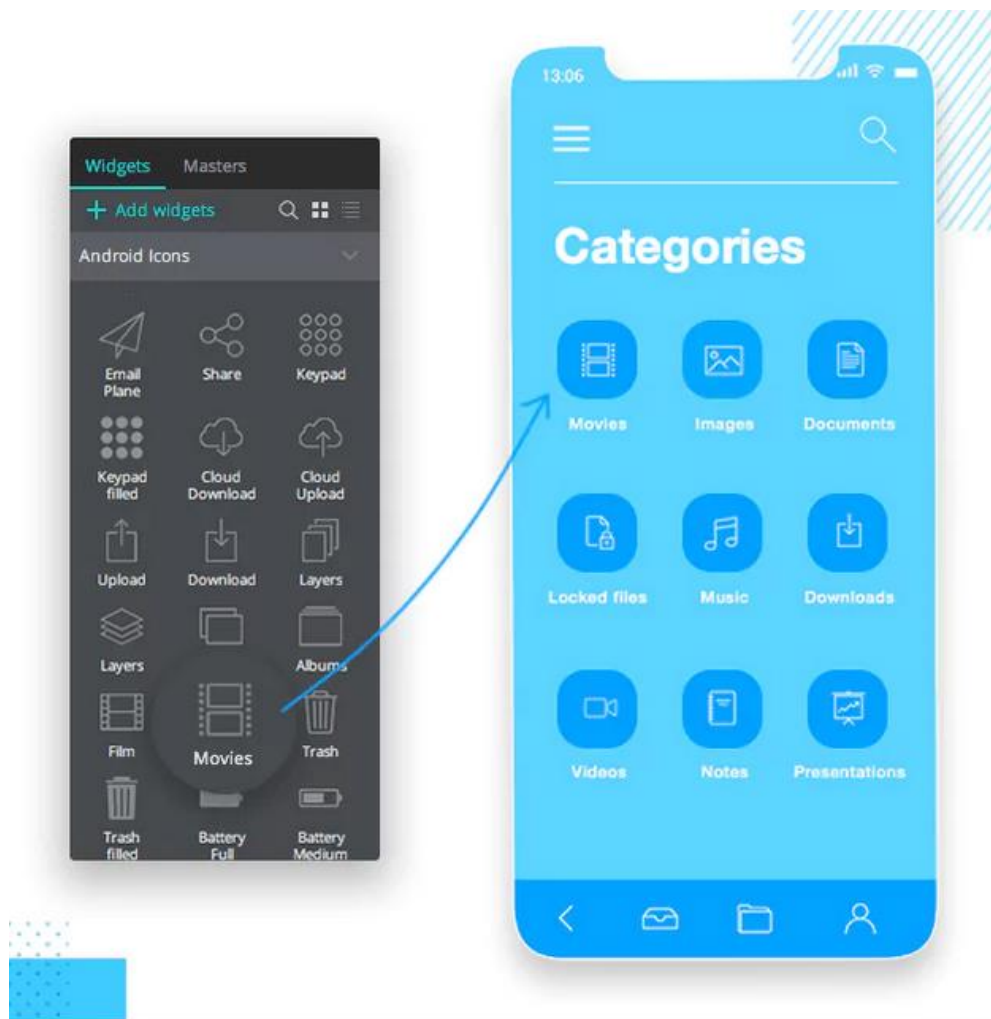 Widgets Masters
+ Add widgets
Android Icons
Email Share Keypad
Plane
Keypad Cloud Cloud
filled Download Upload
Upload Download Layers
Layers Albums
Film Movies Trash
Trash Battery Battery
filled Full Medium
13:06
Categories
Movies Images Documents
Locked files Music Downloads
Videos Notes Presentations